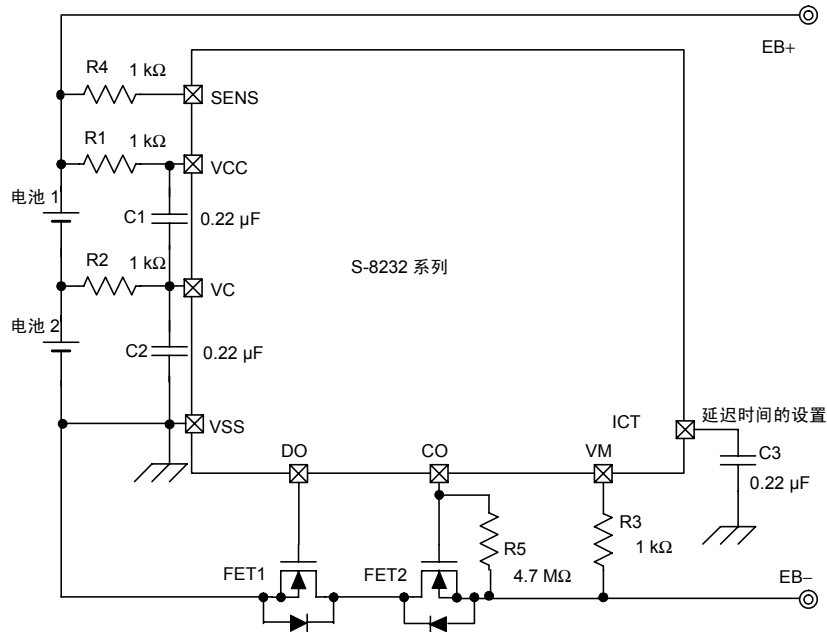 EB+
R4 1 kΩ
SENS
R1 1 kΩ
VCC
电池 1
C1 0.22 µF
R2 1 kΩ
S-8232 系列
VC
电池 2
C2 0.22 µF
VSS
ICT
延迟时间的设置
DO
CO
VM
C3
0.22 µF
R3
1 kΩ
R5
4.7 MΩ
FET1
FET2
EB−